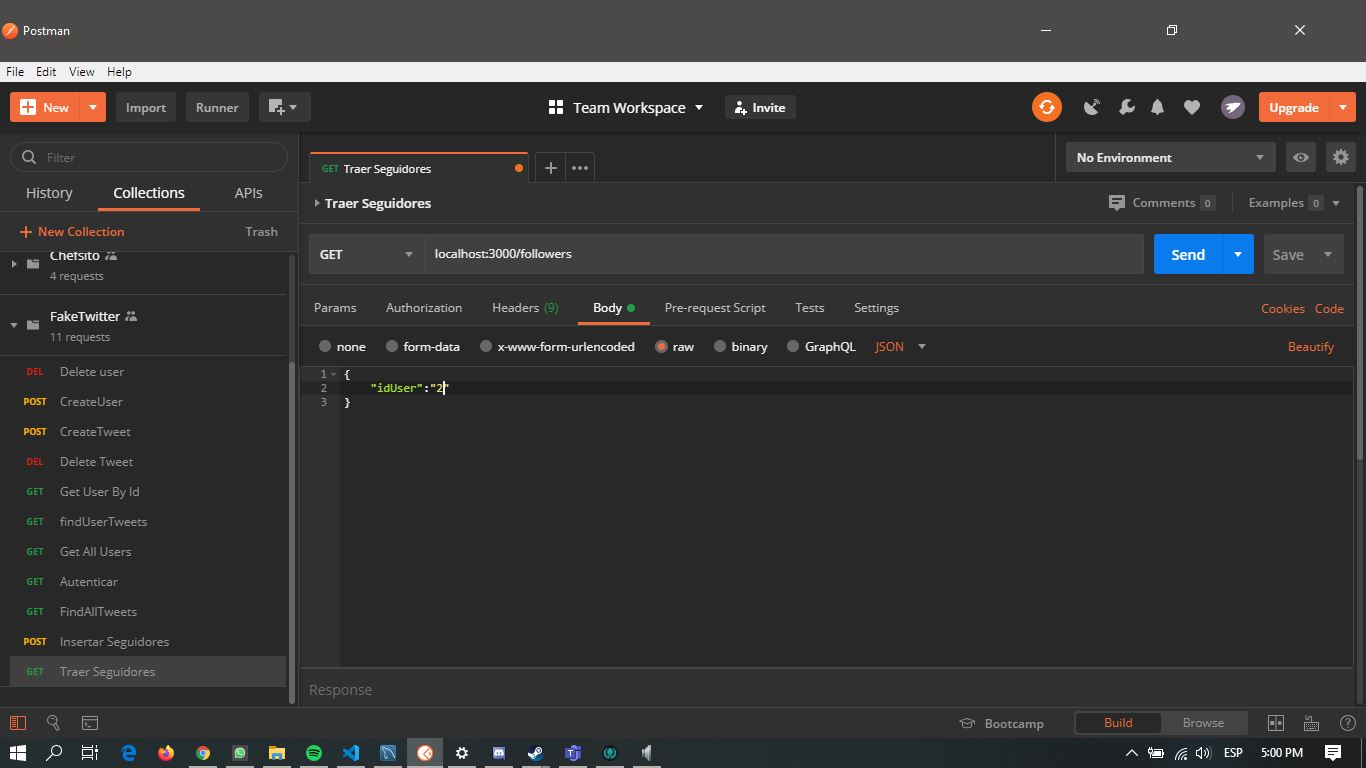 Postman
File Edit View Help
New Import Runner Team Workspace Invite Upgrade
Filter
History Collections APIs
New Collection Trash
Chefsito
4 requests
FakeTwitter
11 requests
DEL Delete user
POST CreateUser
POST CreateTweet
DEL Delete Tweet
GET Get User By Id
GET findUserTweets
GET Get All Users
GET Autenticar
GET FindAllTweets
POST Insertar Seguidores
GET Traer Seguidores
GET Traer Seguidores
No Environment
Traer Seguidores
Comments 0 Examples 0
GET localhost:3000/followers Send Save
Params Authorization Headers (9) Body Pre-request Script Tests Settings Cookies Code
none form-data x-www-form-urlencoded raw binary GraphQL JSON Beautify
1 {
2 "idUser":"2"
3 }
Response
Bootcamp Build Browse
ESP 5:00 PM